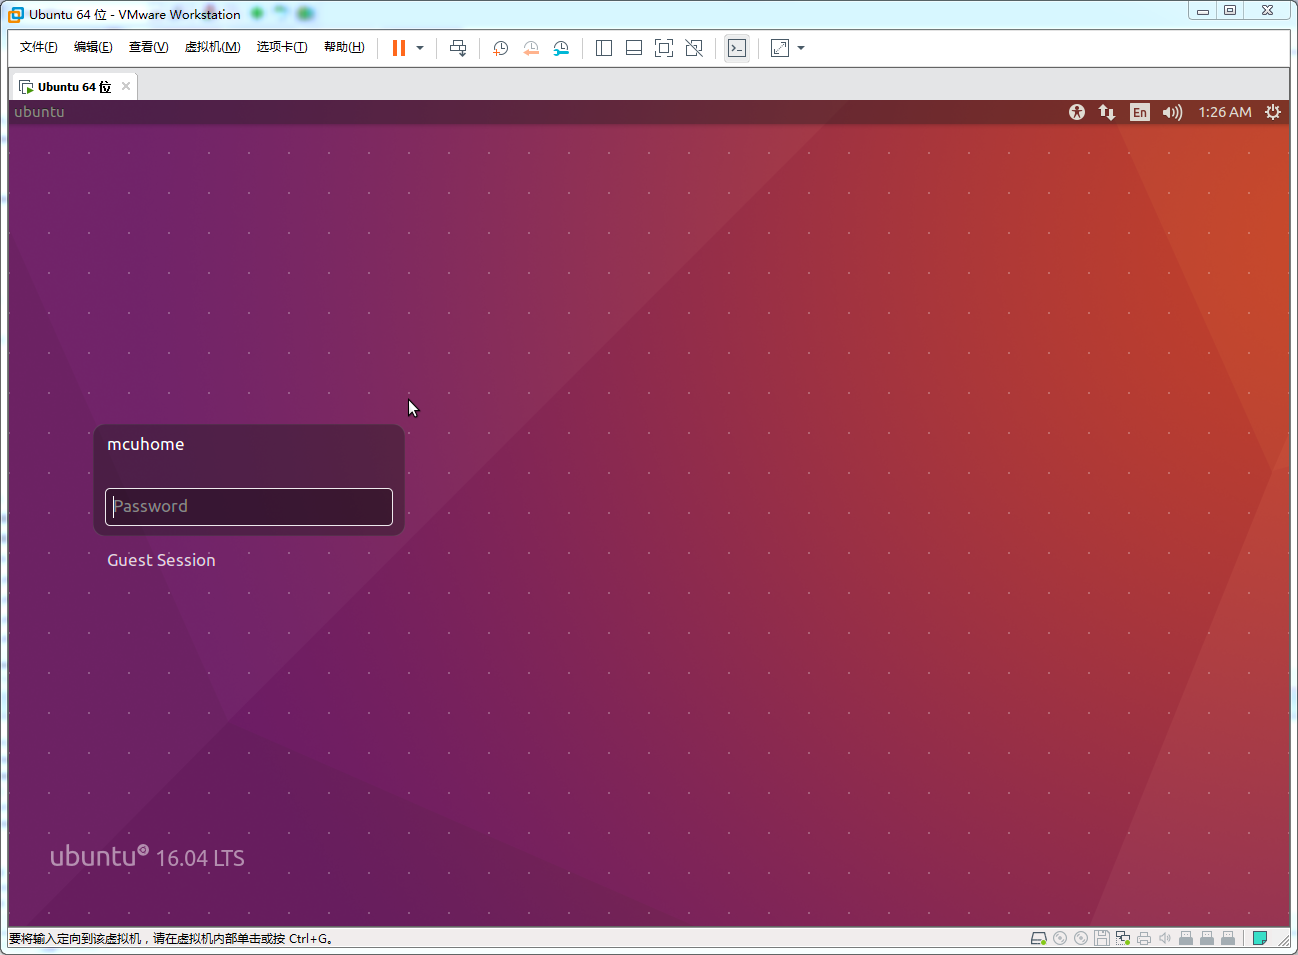 Ubuntu 64 位 - VMware Workstation
文件(F) 编辑(E) 查看(V) 虚拟机(M) 选项卡(T) 帮助(H)
Ubuntu 64 位
ubuntu En 1:26 AM
mcuhome
Password
Guest Session
ubuntu 16.04 LTS
要将输入定向到该虚拟机，请在虚拟机内部单击或按 Ctrl+G。